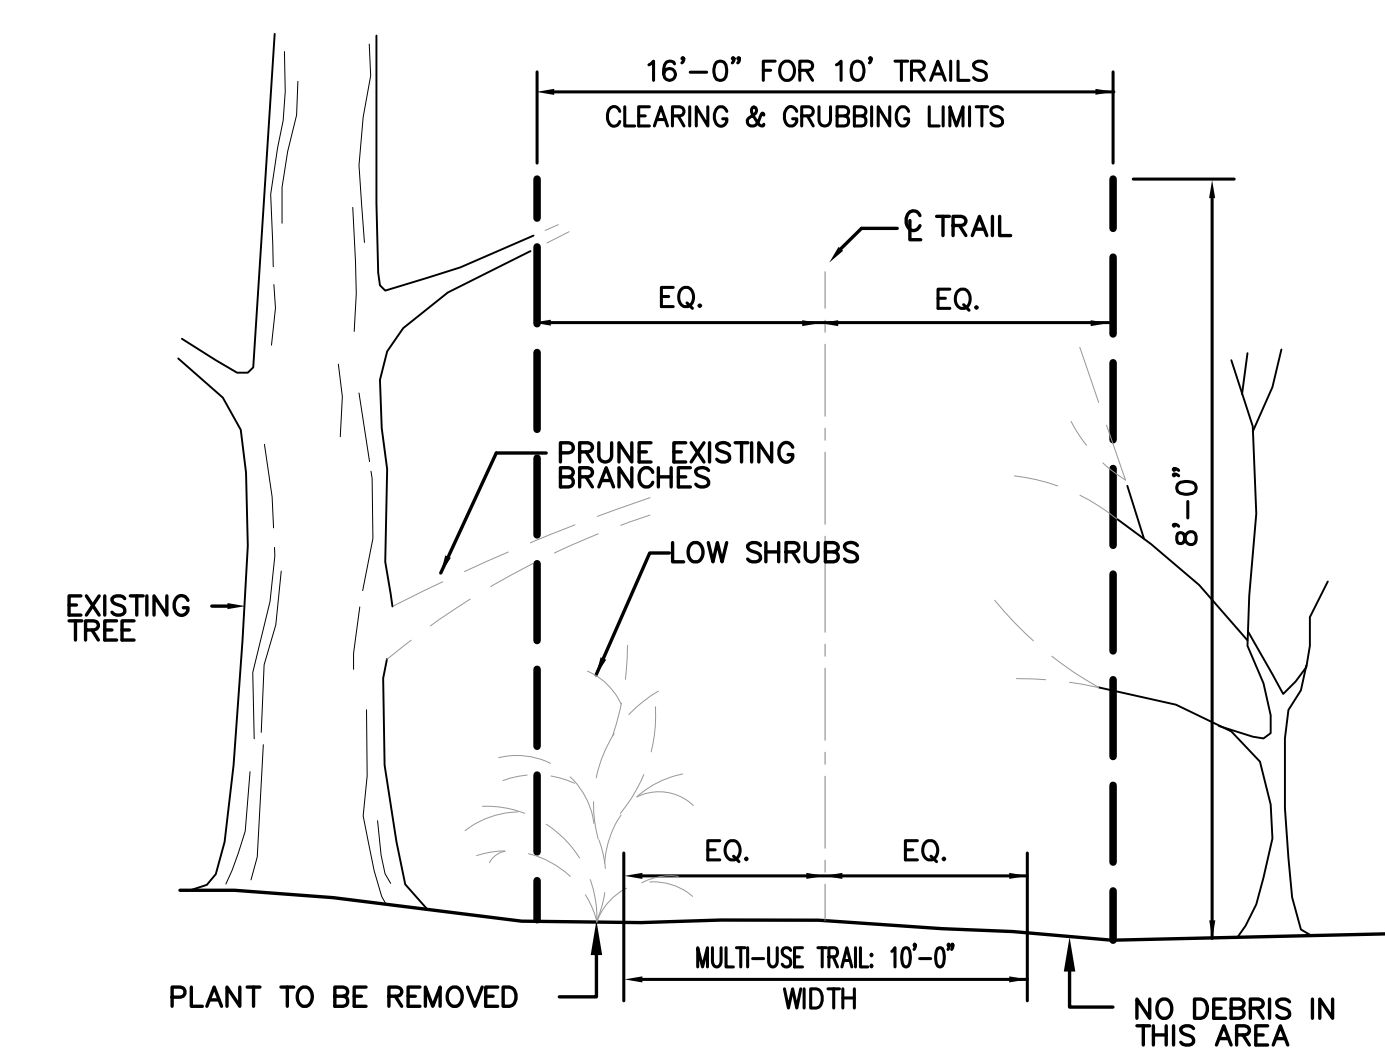 16'-0" FOR 10' TRAILS
CLEARING & GRUBBING LIMITS
℄ TRAIL
EQ.
EQ.
PRUNE EXISTING
BRANCHES
8'-0"
LOW SHRUBS
EXISTING
TREE
EQ.
EQ.
MULTI-USE TRAIL: 10'-0"
WIDTH
PLANT TO BE REMOVED
NO DEBRIS IN
THIS AREA